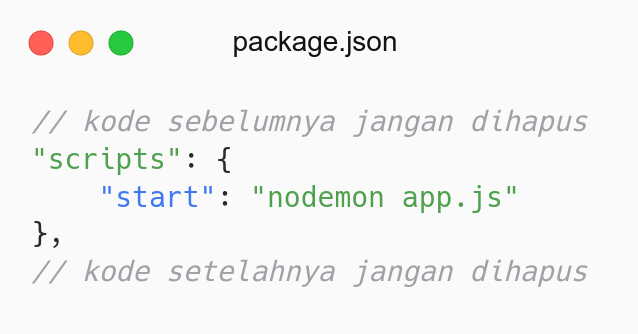 package.json
// kode sebelumnya jangan dihapus
"scripts": {
    "start": "nodemon app.js"
},
// kode setelahnya jangan dihapus